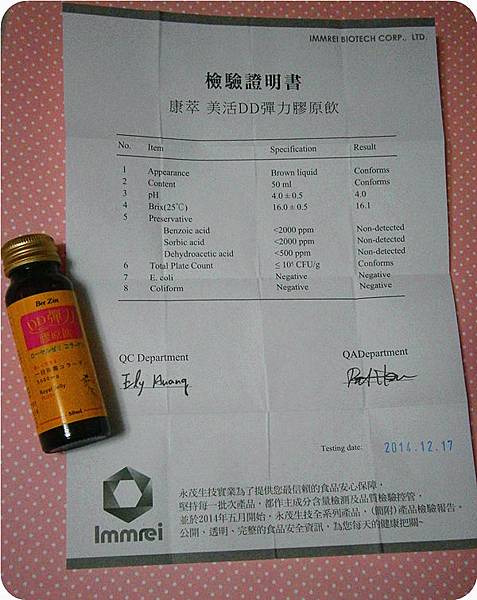 IMMREI BIOTECH CORP., LTD.
檢驗證明書
康萃 美活DD彈力膠原飲
No. Item Specification Result
1 Appearance Brown liquid Conforms
2 Content 50 ml Conforms
3 pH 4.0 ± 0.5 4.0
4 Brix(25℃) 16.0 ± 0.5 16.1
5 Preservative
Benzoic acid <2000 ppm Non-detected
Sorbic acid <2000 ppm Non-detected
Dehydroacetic acid <500 ppm Non-detected
6 Total Plate Count CFU/g Conforms
7 E. coli Negative Negative
8 Coliform Negative Negative
QC Department QADepartment
Testing date: 2014.12.17
Immrei
永茂生技實業為了提供您最信賴的食品安心保障，
堅持每一批次產品，都作主成分含量檢測及品質檢驗控管，
並於2014年五月開始，永茂生技全系列產品，(顆附)產品檢驗報告。
公開、透明、完整的食品安全資訊，為您每天的健康把關~
Bee Zin
DD彈力
膠原飲
Royal Jelly
50ml